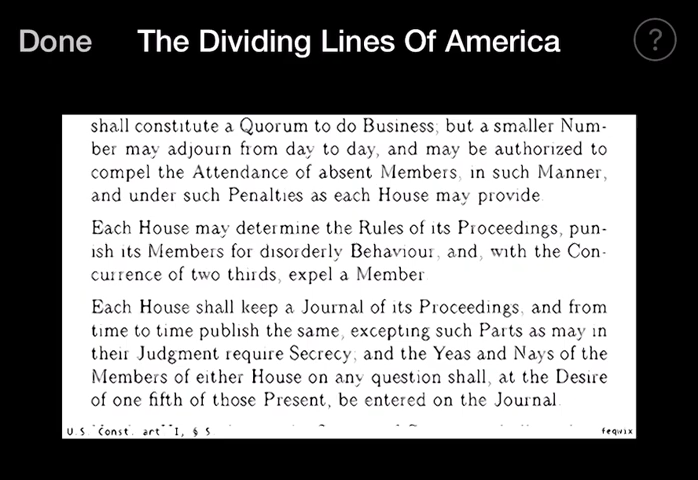 Done The Dividing Lines Of America ?
shall constitute a Quorum to do Business; but a smaller Num-
ber may adjourn from day to day, and may be authorized to
compel the Attendance of absent Members, in such Manner,
and under such Penalties as each House may provide
Each House may determine the Rules of its Proceedings, pun-
ish its Members for disorderly Behaviour, and, with the Con-
currence of two thirds, expel a Member
Each House shall keep a Journal of its Proceedings, and from
time to time publish the same, excepting such Parts as may in
their Judgment require Secrecy; and the Yeas and Nays of the
Members of either House on any question shall, at the Desire
of one fifth of those Present, be entered on the Journal.
U.S. Const. art I, § 5 feqwix